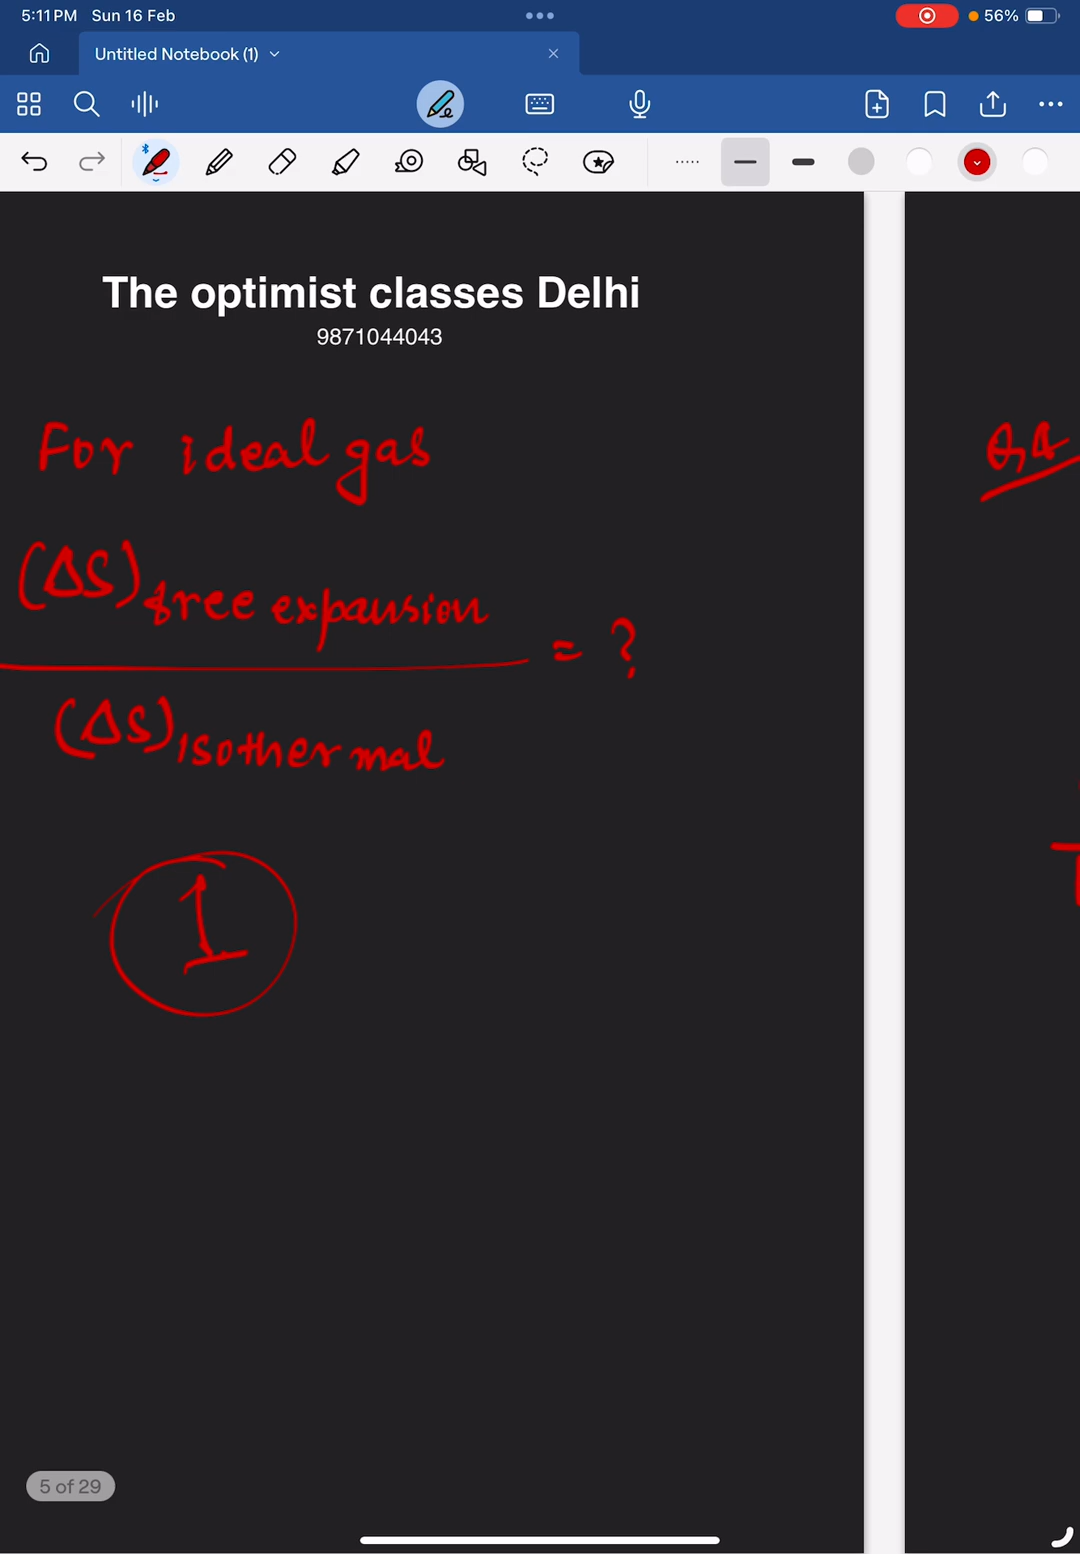 5:11 PM Sun 16 Feb
56%
Untitled Notebook (1)
The optimist classes Delhi
9871044043
For ideal gas
(ΔS)free expansion
= ?
(ΔS)isothermal
1
5 of 29